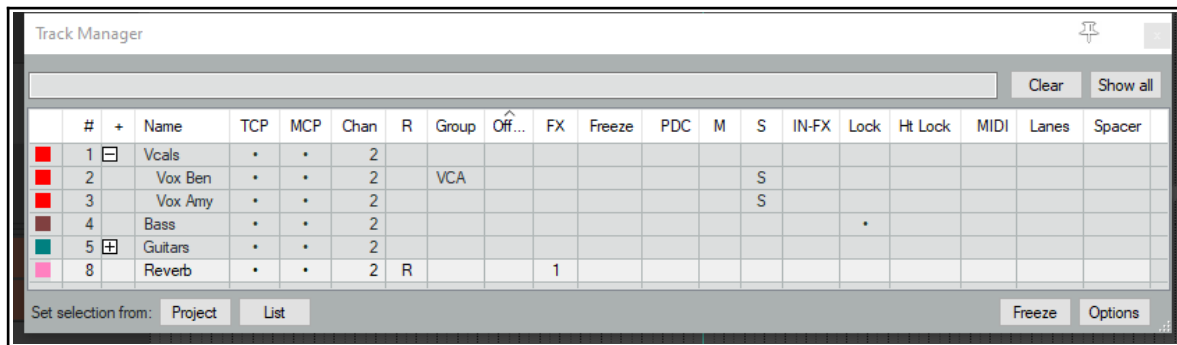 Track Manager
Clear Show all
# + Name TCP MCP Chan R Group Off... FX Freeze PDC M S IN-FX Lock Ht Lock MIDI Lanes Spacer
1 Vcals • • 2
2 Vox Ben • • 2 VCA S
3 Vox Amy • • 2 S
4 Bass • • 2 •
5 Guitars • • 2
8 Reverb • • 2 R 1
Set selection from: Project List Freeze Options